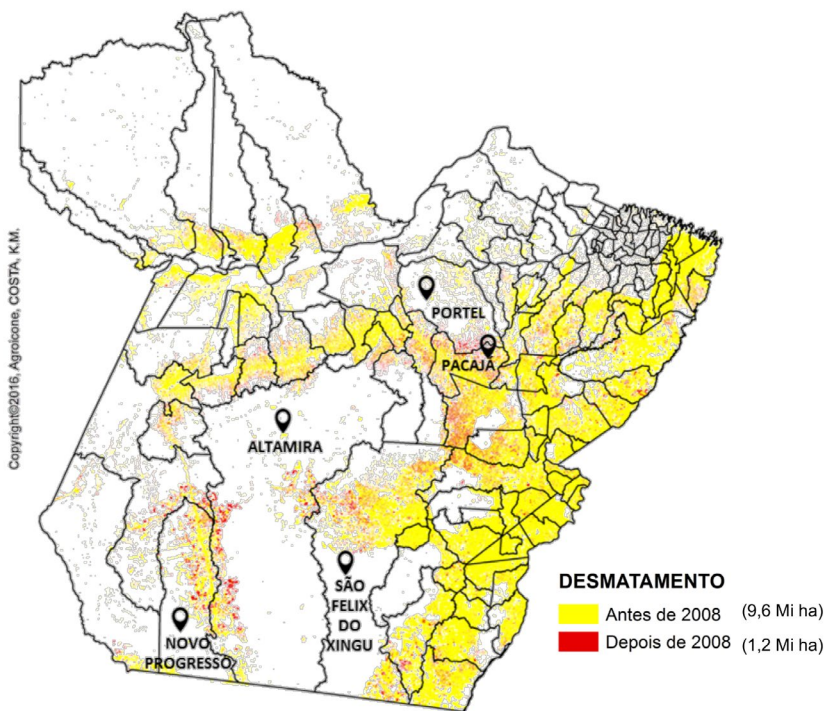 Copyright©2016, Agroicone, COSTA, K.M.
PORTEL
PACAJÁ
ALTAMIRA
SÃO
FELIX
DO
XINGU
NOVO
PROGRESSO
DESMATAMENTO
Antes de 2008 (9,6 Mi ha)
Depois de 2008 (1,2 Mi ha)